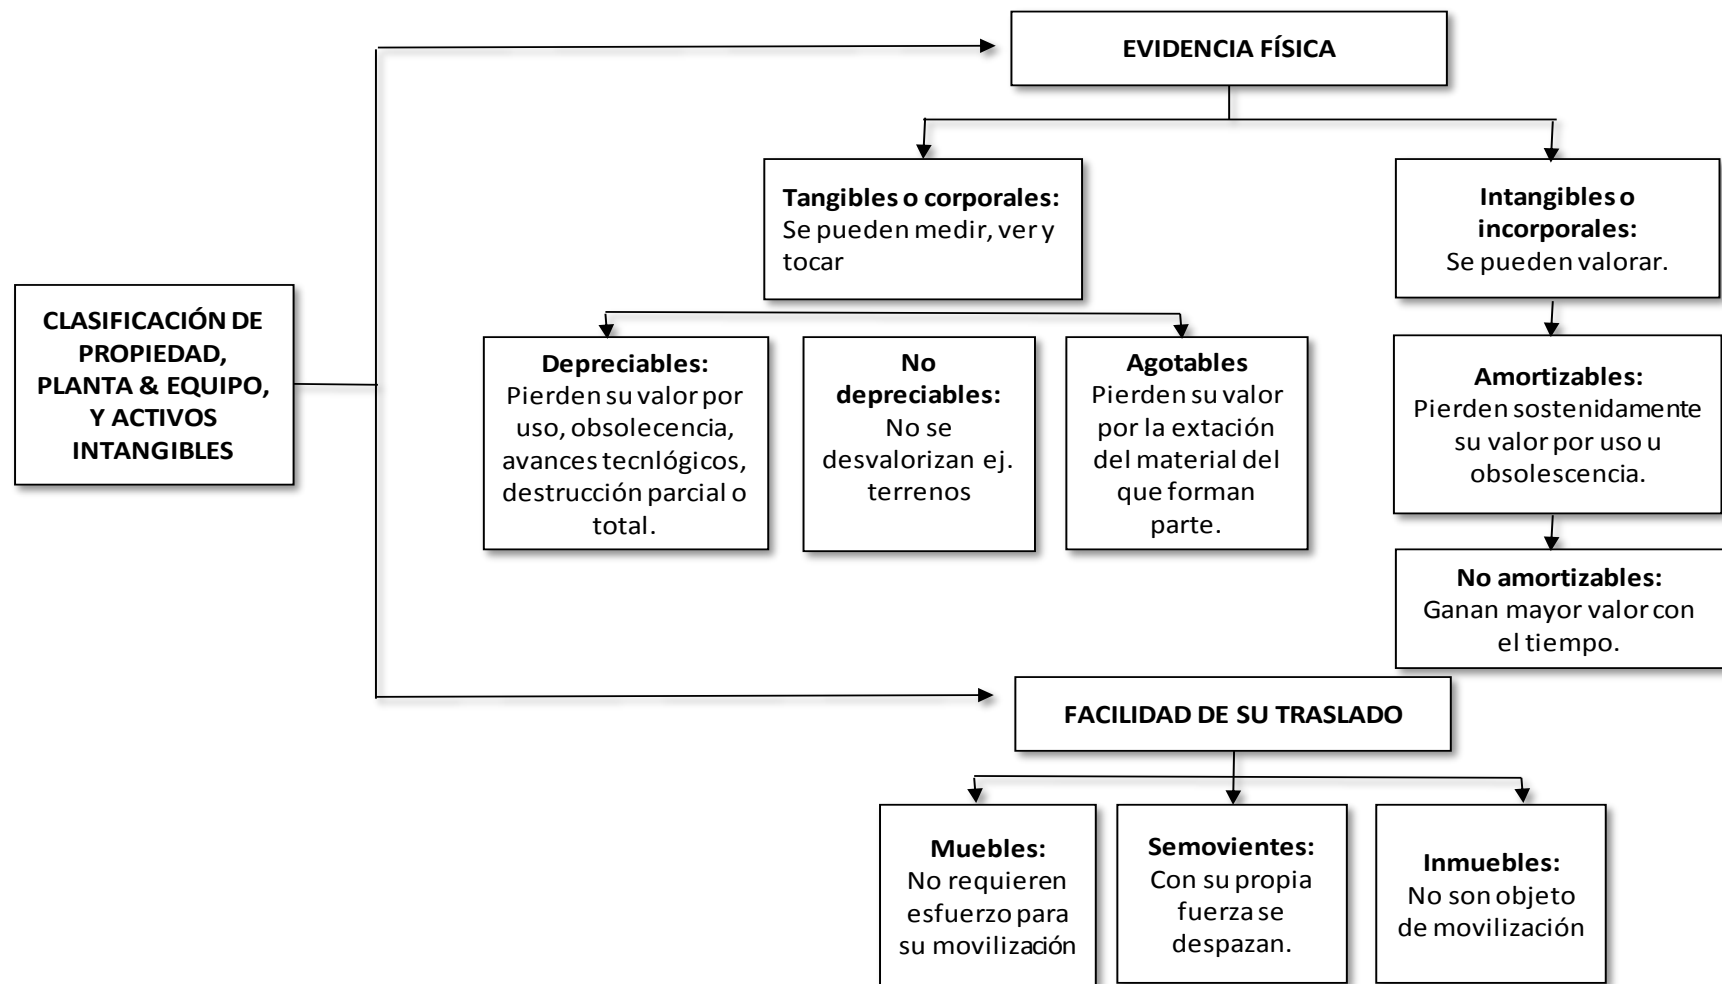 EVIDENCIA FÍSICA
Tangibles o corporales:
Se pueden medir, ver y
tocar
Intangibles o
incorporales:
Se pueden valorar.
CLASIFICACIÓN DE
PROPIEDAD,
PLANTA & EQUIPO,
Y ACTIVOS
INTANGIBLES
Depreciables:
Pierden su valor por
uso, obsolecencia,
avances tecnlógicos,
destrucción parcial o
total.
No
depreciables:
No se
desvalorizan ej.
terrenos
Agotables
Pierden su valor
por la extación
del material del
que forman
parte.
Amortizables:
Pierden sostenidamente
su valor por uso u
obsolescencia.
No amortizables:
Ganan mayor valor con
el tiempo.
FACILIDAD DE SU TRASLADO
Muebles:
No requieren
esfuerzo para
su movilización
Semovientes:
Con su propia
fuerza se
despazan.
Inmuebles:
No son objeto
de movilización